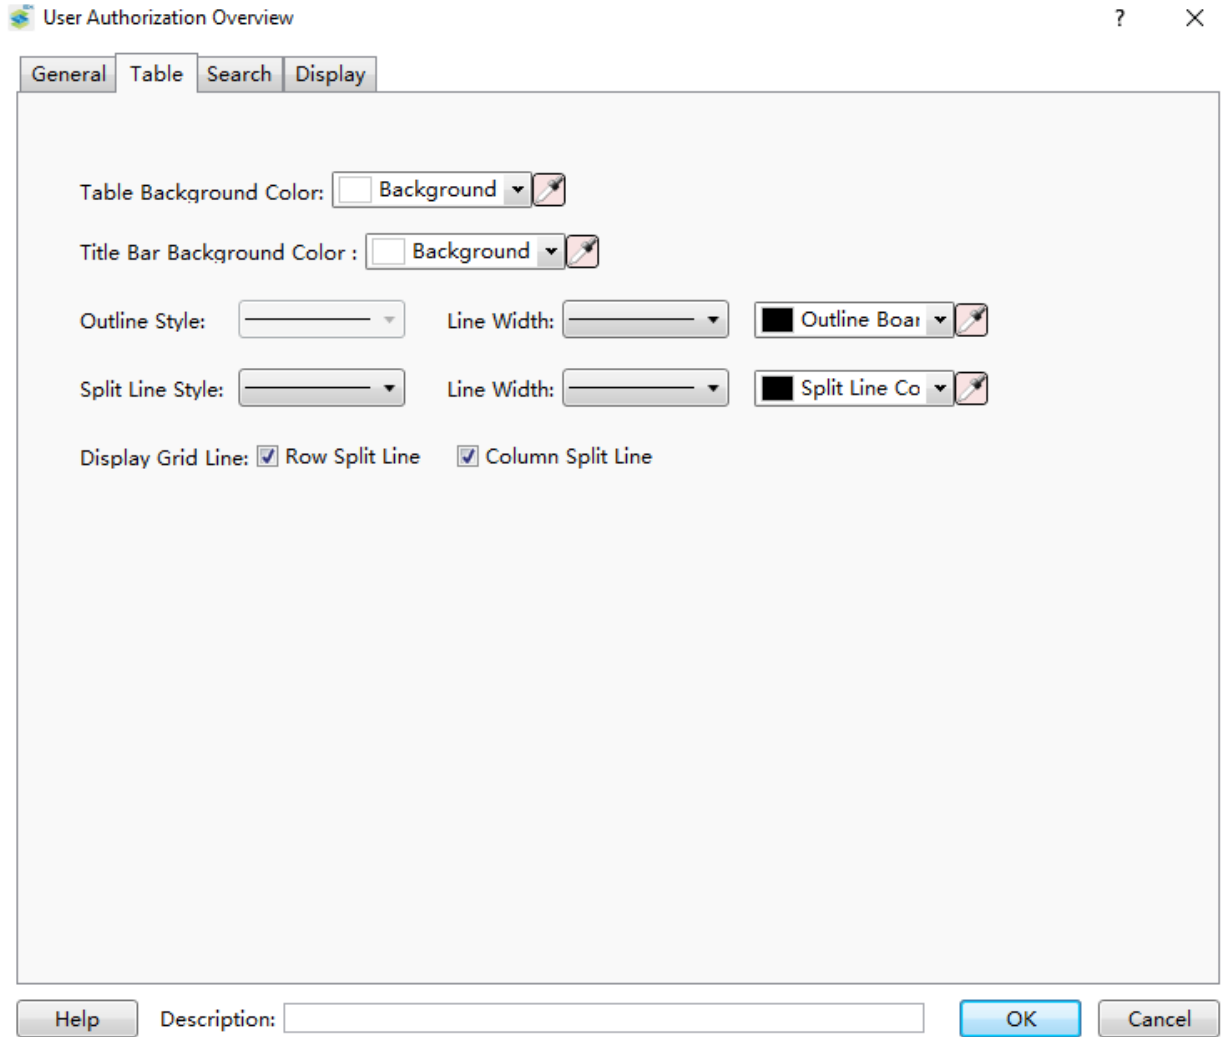 User Authorization Overview
General Table Search Display
Table Background Color: Background
Title Bar Background Color : Background
Outline Style: Line Width: Outline Boar
Split Line Style: Line Width: Split Line Co
Display Grid Line: Row Split Line Column Split Line
Help Description: OK Cancel